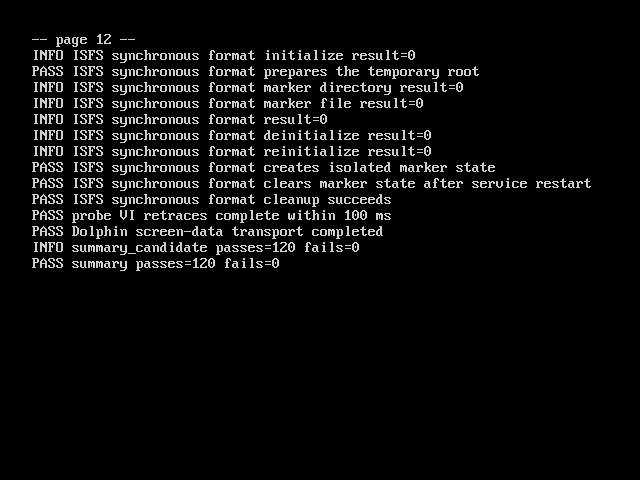 -- page 12 --
INFO ISFS synchronous format initialize result=0
PASS ISFS synchronous format prepares the temporary root
INFO ISFS synchronous format marker directory result=0
INFO ISFS synchronous format marker file result=0
INFO ISFS synchronous format result=0
INFO ISFS synchronous format deinitialize result=0
INFO ISFS synchronous format reinitialize result=0
PASS ISFS synchronous format creates isolated marker state
PASS ISFS synchronous format clears marker state after service restart
PASS ISFS synchronous format cleanup succeeds
PASS probe VI retraces complete within 100 ms
PASS Dolphin screen-data transport completed
INFO summary_candidate passes=120 fails=0
PASS summary passes=120 fails=0